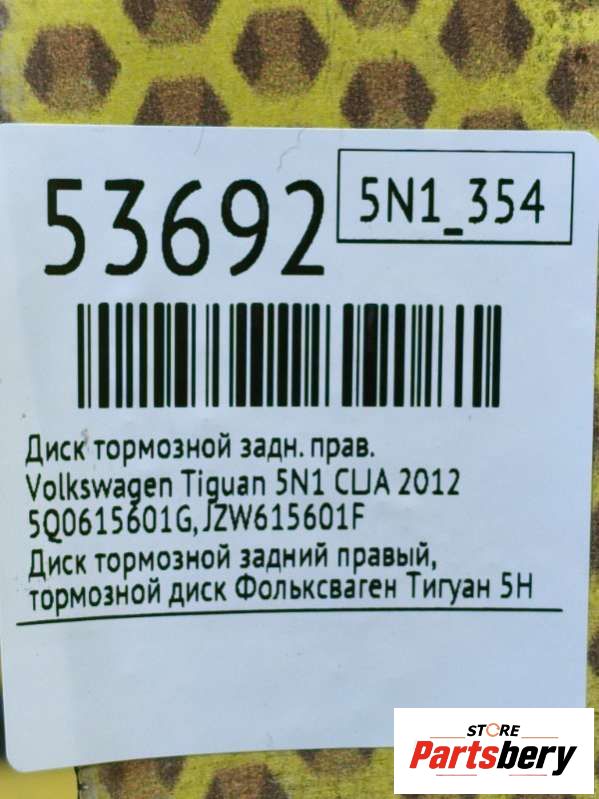 53692
5N1_354
Диск тормозной задн. прав.
Volkswagen Tiguan 5N1 CLJA 2012
5Q0615601G, JZW615601F
Диск тормозной задний правый,
тормозной диск Фольксваген Тигуан 5Н
STORE
Partsbery